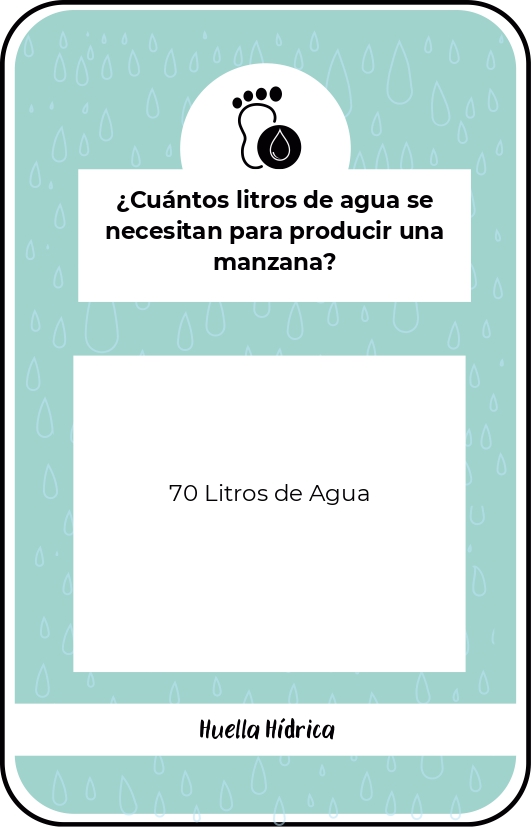 ¿Cuántos litros de agua se
necesitan para producir una
manzana?
70 Litros de Agua
Huella Hídrica